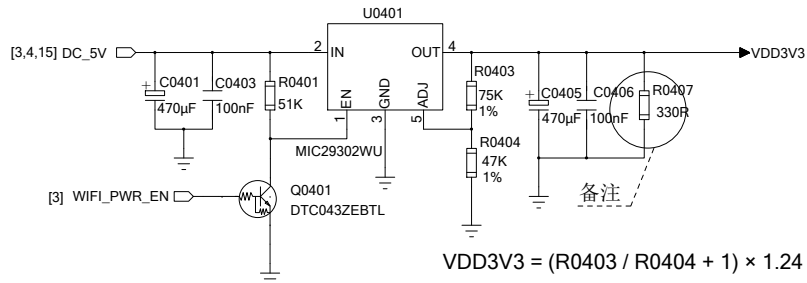 U0401
[3,4,15] DC_5V
2 IN
OUT 4
VDD3V3
EN
GND
ADJ
1
3
5
MIC29302WU
+ C0401
470μF
C0403
100nF
R0401
51K
R0403
75K
1%
R0404
47K
1%
+ C0405
470μF
C0406
100nF
R0407
330R
[3] WIFI_PWR_EN
Q0401
DTC043ZEBTL
备注
VDD3V3 = (R0403 / R0404 + 1) × 1.24